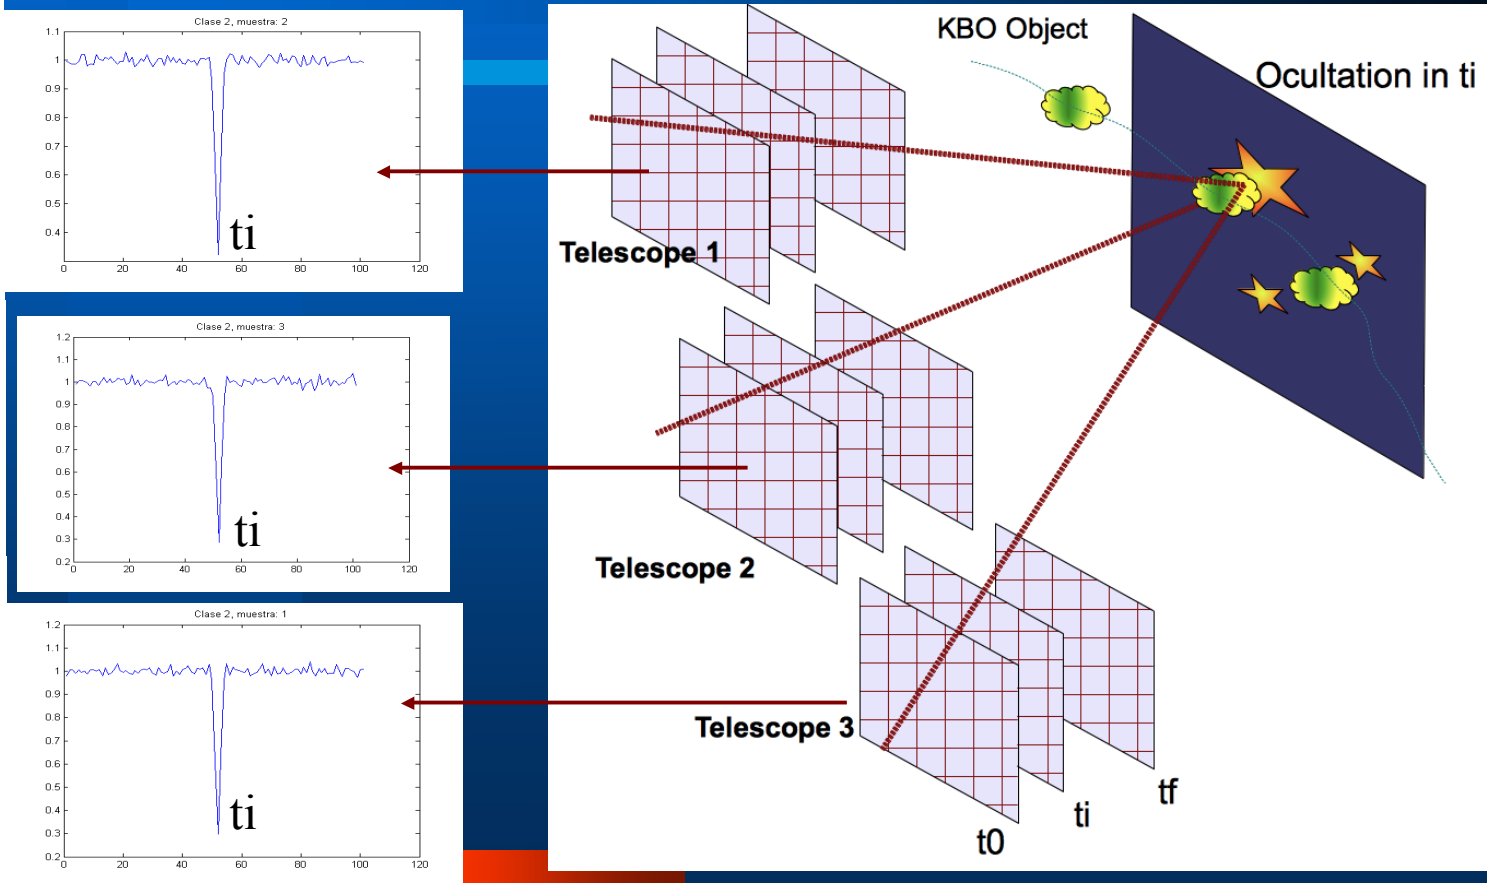 Clase 2, muestra: 2
1.1
1
0.9
0.8
0.7
0.6
0.5
0.4
ti
0 20 40 60 80 100 120
Clase 2, muestra: 3
1.2
1.1
1
0.9
0.8
0.7
0.6
0.5
0.4
0.3
0.2
ti
0 20 40 60 80 100 120
Clase 2, muestra: 1
1.2
1.1
1
0.9
0.8
0.7
0.6
0.5
0.4
0.3
0.2
ti
0 20 40 60 80 100 120
KBO Object
Ocultation in ti
Telescope 1
Telescope 2
Telescope 3
t0
ti
tf